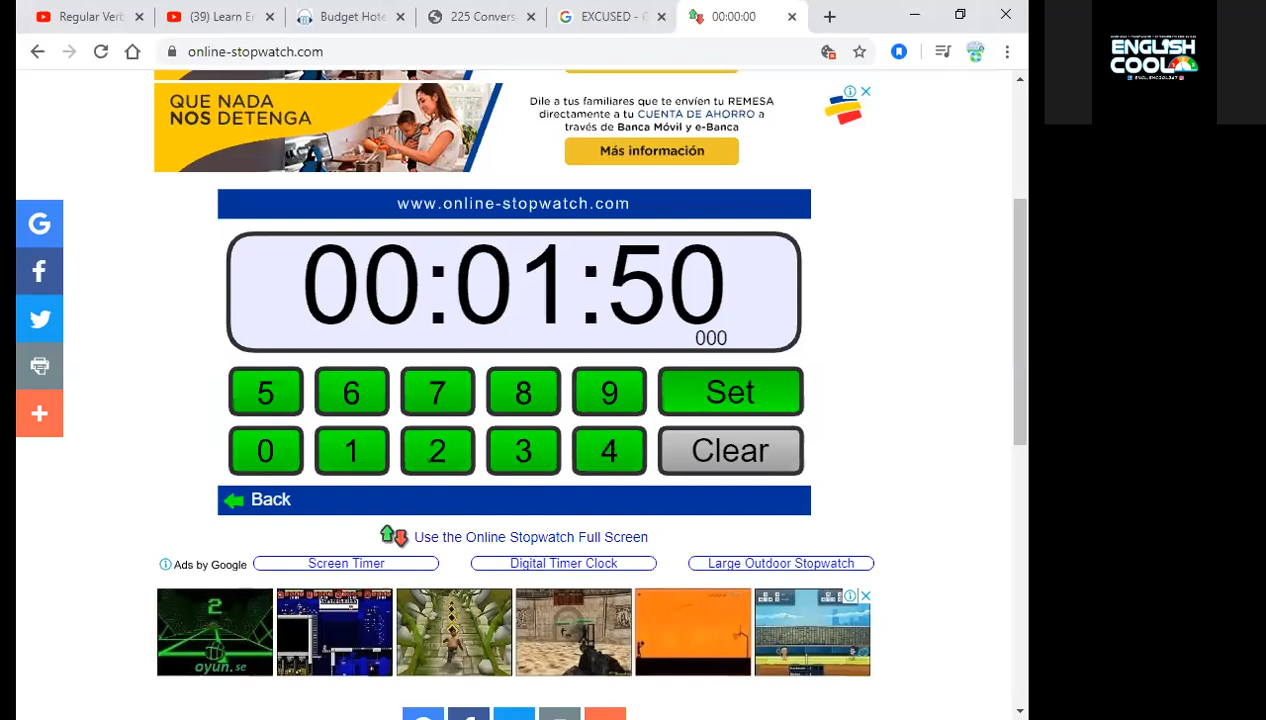 Regular Verb
(39) Learn En
Budget Hote
225 Convers
EXCUSED - 6
00:00:00
online-stopwatch.com
ENGLISH
COOL
QUE NADA
NOS DETENGA
Dile a tus familiares que te envíen tu REMESA
directamente a tu CUENTA DE AHORRO a
través de Banca Móvil y e-Banca
Más información
www.online-stopwatch.com
00:01:50
000
5 6 7 8 9 Set
0 1 2 3 4 Clear
Back
Use the Online Stopwatch Full Screen
Ads by Google
Screen Timer
Digital Timer Clock
Large Outdoor Stopwatch
2
oyun.se